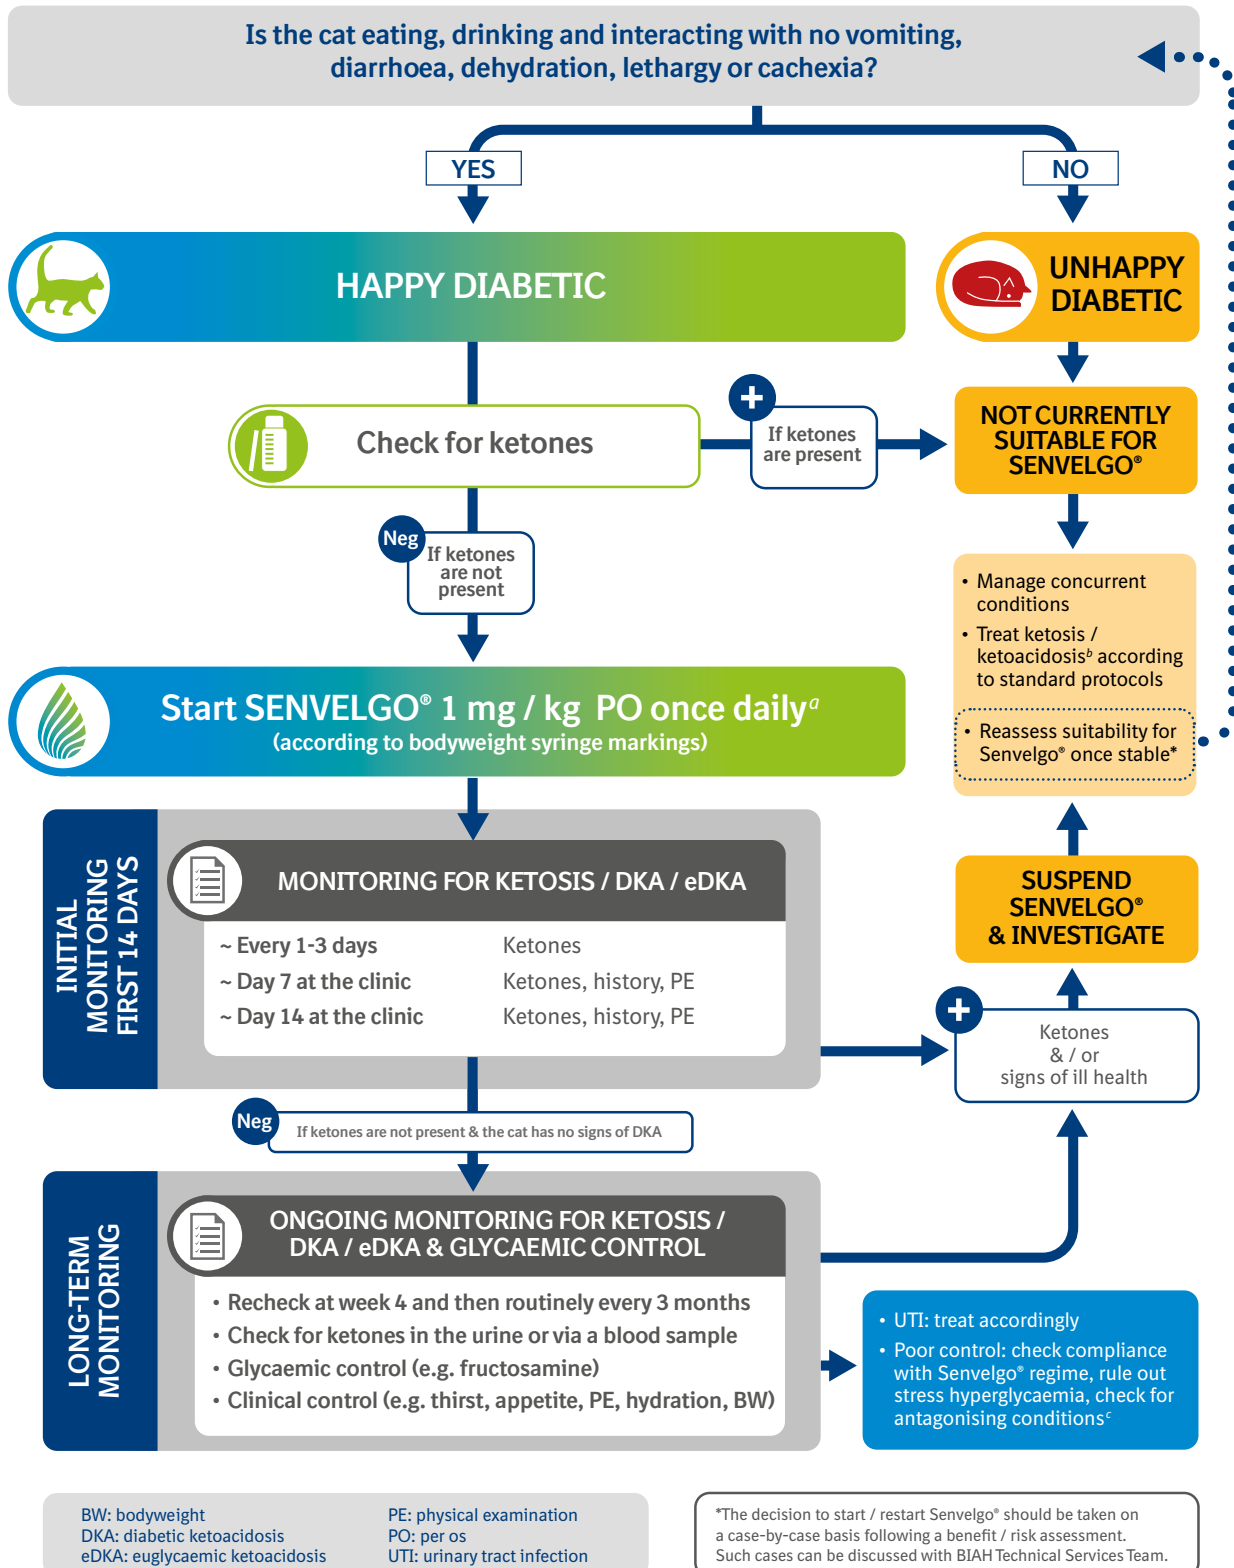 Is the cat eating, drinking and interacting with no vomiting,
diarrhoea, dehydration, lethargy or cachexia?
YES
NO
HAPPY DIABETIC
UNHAPPY
DIABETIC
Check for ketones
+
If ketones
are present
NOT CURRENTLY
SUITABLE FOR
SENVELGO®
Neg
If ketones
are not
present
• Manage concurrent
conditions
• Treat ketosis /
ketoacidosisᵇ according
to standard protocols
• Reassess suitability for
Senvelgo® once stable*
Start SENVELGO® 1 mg / kg PO once dailyᵃ
(according to bodyweight syringe markings)
INITIAL
MONITORING
FIRST 14 DAYS
MONITORING FOR KETOSIS / DKA / eDKA
~ Every 1-3 days Ketones
~ Day 7 at the clinic Ketones, history, PE
~ Day 14 at the clinic Ketones, history, PE
SUSPEND
SENVELGO®
& INVESTIGATE
+
Ketones
& / or
signs of ill health
Neg
If ketones are not present & the cat has no signs of DKA
LONG-TERM
MONITORING
ONGOING MONITORING FOR KETOSIS /
DKA / eDKA & GLYCAEMIC CONTROL
• Recheck at week 4 and then routinely every 3 months
• Check for ketones in the urine or via a blood sample
• Glycaemic control (e.g. fructosamine)
• Clinical control (e.g. thirst, appetite, PE, hydration, BW)
• UTI: treat accordingly
• Poor control: check compliance
with Senvelgo® regime, rule out
stress hyperglycaemia, check for
antagonising conditionsᶜ
BW: bodyweight
DKA: diabetic ketoacidosis
eDKA: euglycaemic ketoacidosis
PE: physical examination
PO: per os
UTI: urinary tract infection
*The decision to start / restart Senvelgo® should be taken on
a case-by-case basis following a benefit / risk assessment.
Such cases can be discussed with BIAH Technical Services Team.